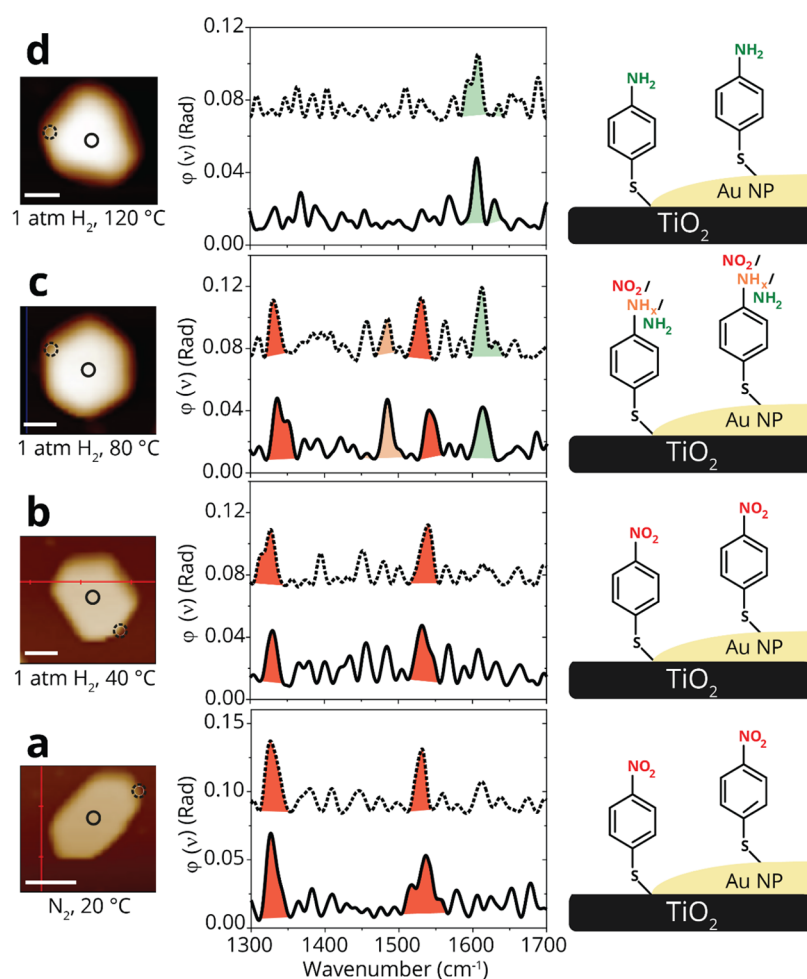 d
1 atm H₂, 120 °C
φ (ν) (Rad)
0.12
0.08
0.04
0.00
NH₂
NH₂
S
S
Au NP
TiO₂
c
1 atm H₂, 80 °C
φ (ν) (Rad)
0.12
0.08
0.04
0.00
NO₂/
NHₓ/
NH₂
NO₂/
NHₓ/
NH₂
S
S
Au NP
TiO₂
b
1 atm H₂, 40 °C
φ (ν) (Rad)
0.12
0.08
0.04
0.00
NO₂
NO₂
S
S
Au NP
TiO₂
a
N₂, 20 °C
φ (ν) (Rad)
0.15
0.10
0.05
0.00
1300 1400 1500 1600 1700
Wavenumber (cm⁻¹)
NO₂
NO₂
S
S
Au NP
TiO₂